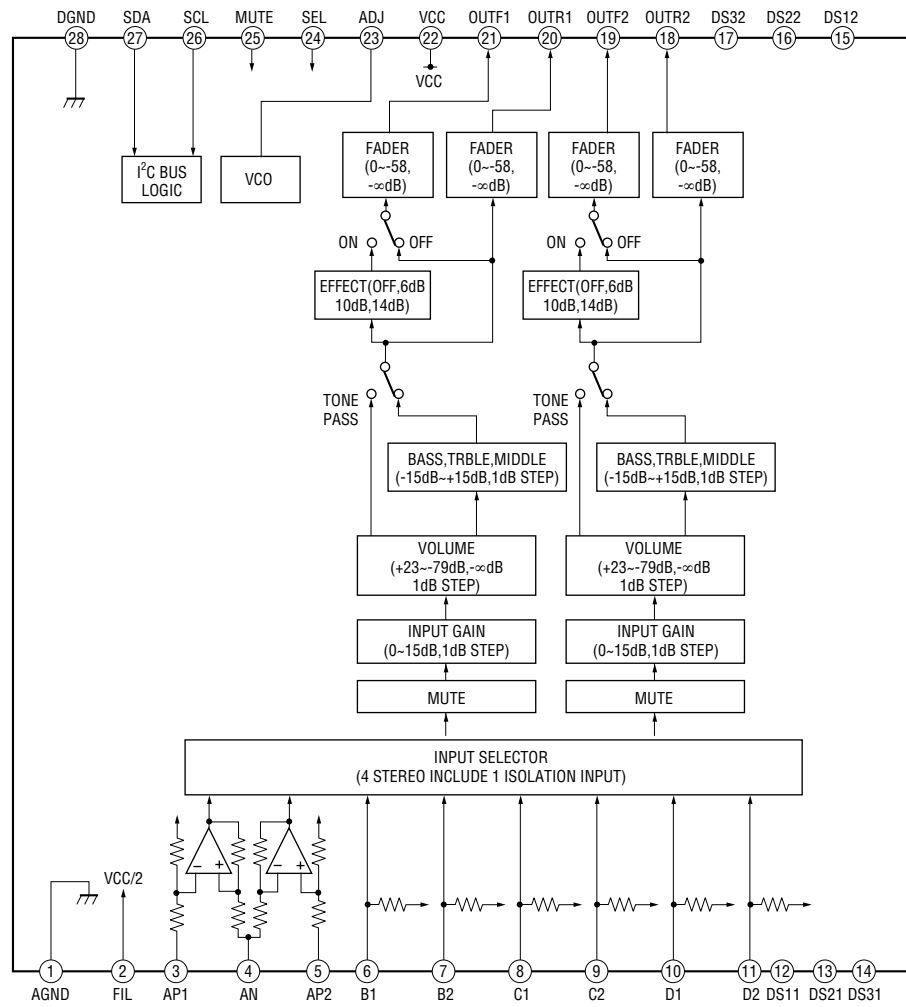 DGND SDA SCL MUTE SEL ADJ VCC OUTF1 OUTR1 OUTF2 OUTR2 DS32 DS22 DS12
28 27 26 25 24 23 22 21 20 19 18 17 16 15
VCC
I²C BUS
LOGIC
VCO
FADER
(0~-58,
-∞dB)
FADER
(0~-58,
-∞dB)
FADER
(0~-58,
-∞dB)
FADER
(0~-58,
-∞dB)
ON OFF
ON OFF
EFFECT(OFF,6dB
10dB,14dB)
EFFECT(OFF,6dB
10dB,14dB)
TONE
PASS
TONE
PASS
BASS,TRBLE,MIDDLE
(-15dB~+15dB,1dB STEP)
BASS,TRBLE,MIDDLE
(-15dB~+15dB,1dB STEP)
VOLUME
(+23~-79dB,-∞dB
1dB STEP)
VOLUME
(+23~-79dB,-∞dB
1dB STEP)
INPUT GAIN
(0~15dB,1dB STEP)
INPUT GAIN
(0~15dB,1dB STEP)
MUTE
MUTE
INPUT SELECTOR
(4 STEREO INCLUDE 1 ISOLATION INPUT)
- +
- +
VCC/2
1 2 3 4 5 6 7 8 9 10 11 12 13 14
AGND FIL AP1 AN AP2 B1 B2 C1 C2 D1 D2 DS11 DS21 DS31